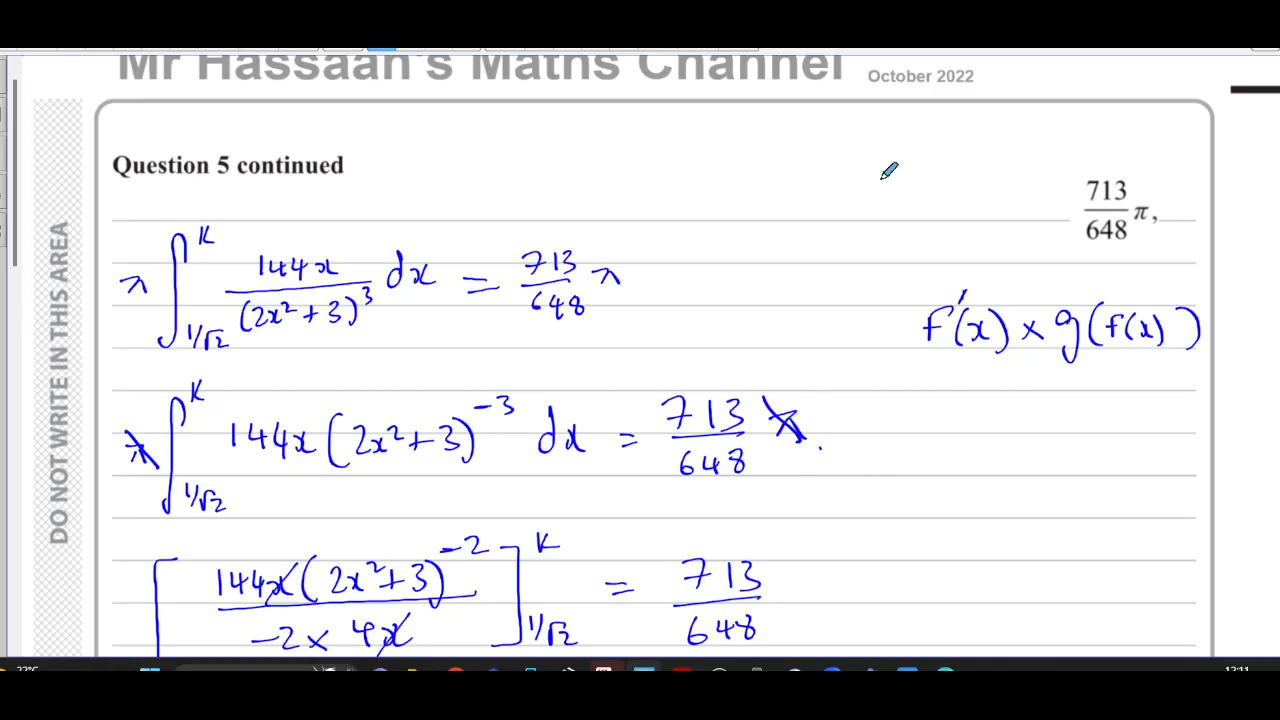 Mr Hassaan's Maths Channel
October 2022
DO NOT WRITE IN THIS AREA
Question 5 continued
713/648 π,
π ∫_{1/√2}^{k} 144x/(2x²+3)³ dx = 713/648 π
f'(x) × g(f(x))
π ∫_{1/√2}^{k} 144x(2x²+3)^{-3} dx = 713/648 π.
[144x(2x²+3)^{-2}/(-2 × 4x)]_{1/√2}^{k} = 713/648
12:11